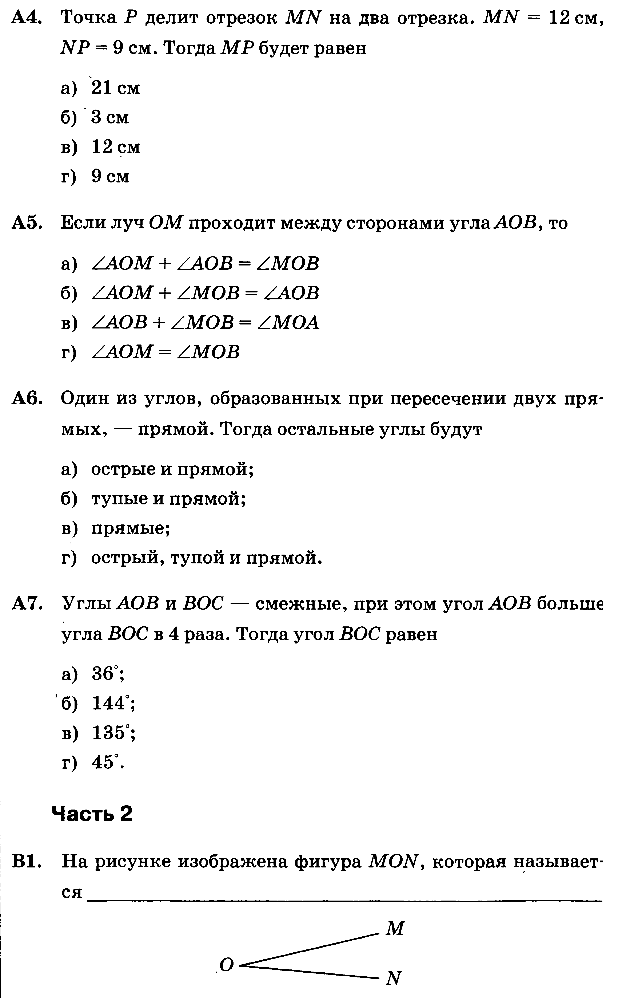 А4. Точка P делит отрезок MN на два отрезка. MN = 12 см,
NP = 9 см. Тогда MP будет равен
а) 21 см
б) 3 см
в) 12 см
г) 9 см
А5. Если луч OM проходит между сторонами угла AOB, то
а) ∠AOM + ∠AOB = ∠MOB
б) ∠AOM + ∠MOB = ∠AOB
в) ∠AOB + ∠MOB = ∠MOA
г) ∠AOM = ∠MOB
А6. Один из углов, образованных при пересечении двух пря-
мых, — прямой. Тогда остальные углы будут
а) острые и прямой;
б) тупые и прямой;
в) прямые;
г) острый, тупой и прямой.
А7. Углы AOB и BOC — смежные, при этом угол AOB больше
угла BOC в 4 раза. Тогда угол BOC равен
а) 36°;
б) 144°;
в) 135°;
г) 45°.
Часть 2
В1. На рисунке изображена фигура MON, которая называет-
ся
M
O
N